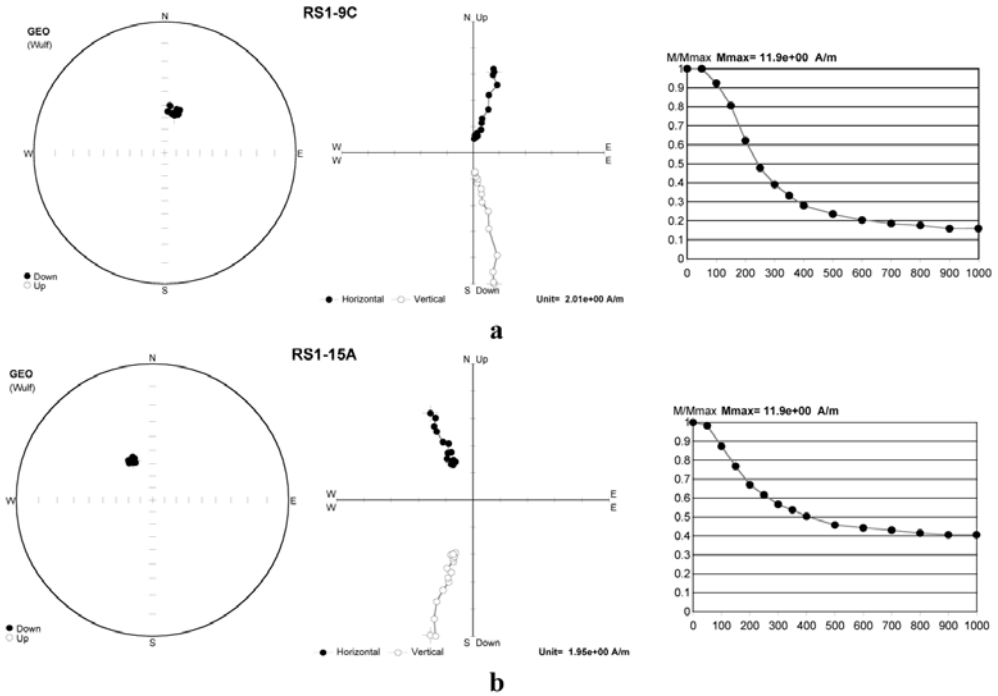 RS1-9C
GEO
(Wulf)
N
W
E
S
● Down
○ Up
N Up
W E
W E
S Down
● Horizontal ○ Vertical
Unit= 2.01e+00 A/m
M/Mmax Mmax= 11.9e+00 A/m
1
0.9
0.8
0.7
0.6
0.5
0.4
0.3
0.2
0.1
0
0 100 200 300 400 500 600 700 800 900 1000
a
RS1-15A
GEO
(Wulf)
N
W
E
S
● Down
○ Up
N Up
W E
W E
S Down
● Horizontal ○ Vertical
Unit= 1.95e+00 A/m
M/Mmax Mmax= 11.9e+00 A/m
1
0.9
0.8
0.7
0.6
0.5
0.4
0.3
0.2
0.1
0
0 100 200 300 400 500 600 700 800 900 1000
b